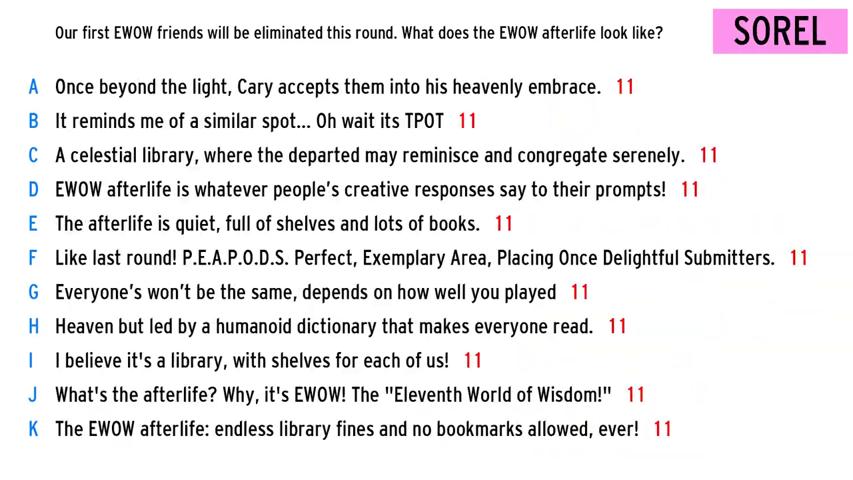 Our first EWOW friends will be eliminated this round. What does the EWOW afterlife look like?
SOREL
A Once beyond the light, Cary accepts them into his heavenly embrace. 11
B It reminds me of a similar spot... Oh wait its TPOT 11
C A celestial library, where the departed may reminisce and congregate serenely. 11
D EWOW afterlife is whatever people's creative responses say to their prompts! 11
E The afterlife is quiet, full of shelves and lots of books. 11
F Like last round! P.E.A.P.O.D.S. Perfect, Exemplary Area, Placing Once Delightful Submitters. 11
G Everyone's won't be the same, depends on how well you played 11
H Heaven but led by a humanoid dictionary that makes everyone read. 11
I I believe it's a library, with shelves for each of us! 11
J What's the afterlife? Why, it's EWOW! The "Eleventh World of Wisdom!" 11
K The EWOW afterlife: endless library fines and no bookmarks allowed, ever! 11